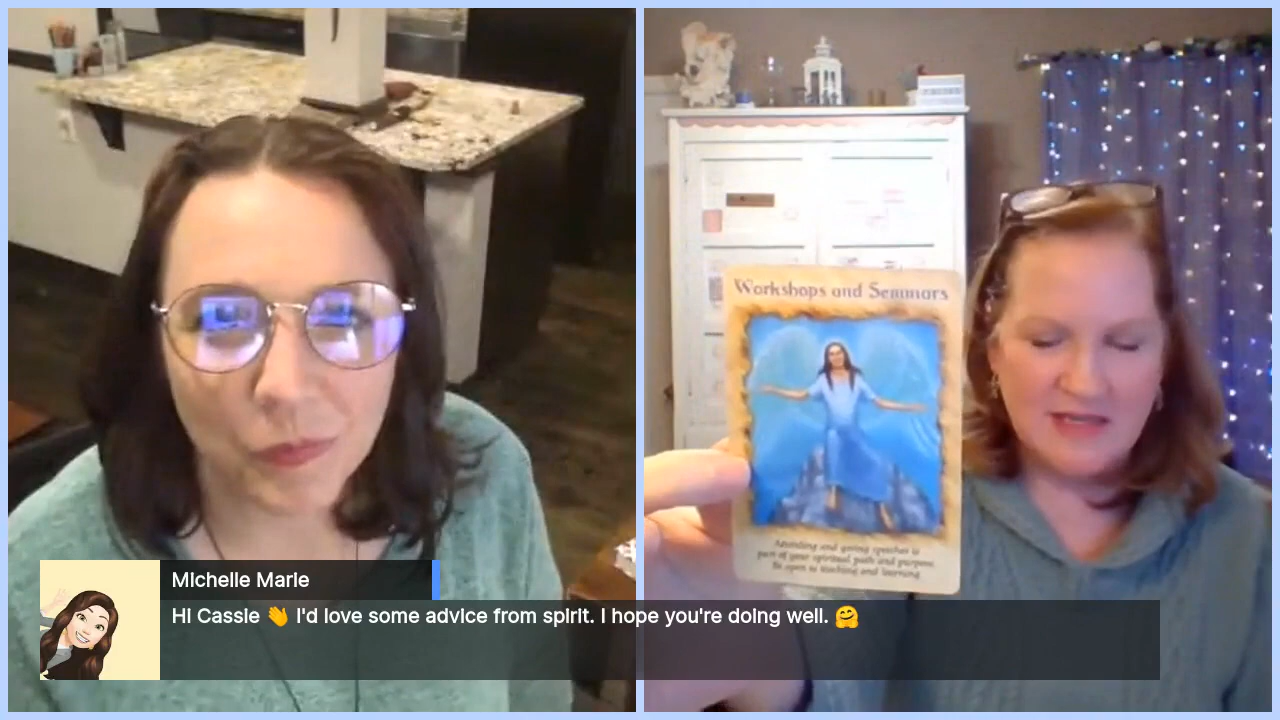 Workshops and Seminars
Attending and giving speeches is
part of your spiritual path and purpose.
Be open to teaching and learning
Michelle Marie
Hi Cassie 👋 I'd love some advice from spirit. I hope you're doing well. 🤗